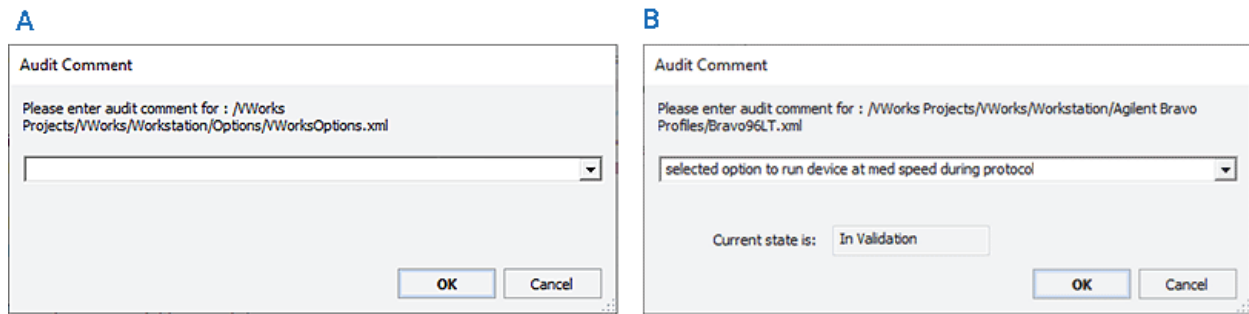 A
Audit Comment
Please enter audit comment for : /VWorks
Projects/VWorks/Workstation/Options/VWorksOptions.xml
OK
Cancel
B
Audit Comment
Please enter audit comment for : /VWorks Projects/VWorks/Workstation/Agilent Bravo
Profiles/Bravo96LT.xml
selected option to run device at med speed during protocol
Current state is:
In Validation
OK
Cancel